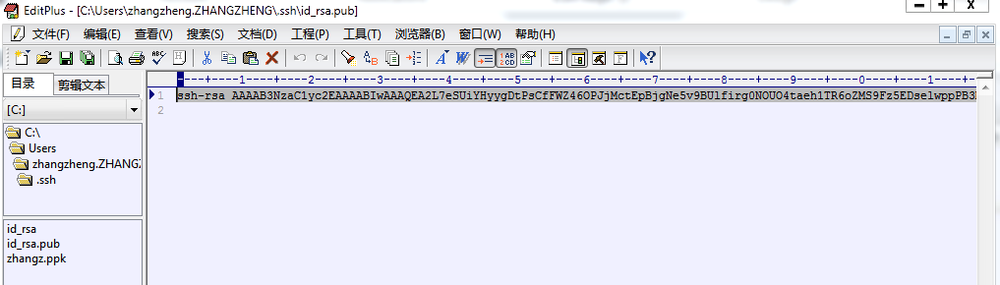 EditPlus - [C:\Users\zhangzheng.ZHANGZHENG\.ssh\id_rsa.pub]
文件(F) 编辑(E) 查看(V) 搜索(S) 文档(D) 工程(P) 工具(T) 浏览器(B) 窗口(W) 帮助(H)
目录 剪辑文本
[C:]
C:\
Users
zhangzheng.ZHANGZ
.ssh
id_rsa
id_rsa.pub
zhangz.ppk
----+----1----+----2----+----3----+----4----+----5----+----6----+----7----+----8----+----9----+----0----+----1----+--
1 ssh-rsa AAAAB3NzaC1yc2EAAAABIwAAAQEA2L7eSUiYHyygDtPsCfFWZ46OPJjMctEpBjgNe5v9BUlfirg0NOUO4taeh1TR6oZMS9Fz5EDselwppPB3
2